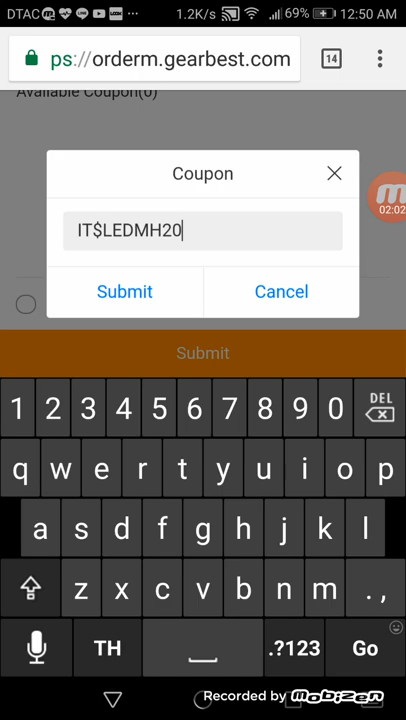 DTAC ... 1.2K/s 69% 12:50 AM
ps://orderm.gearbest.com 14
Available Coupon(0)
Coupon
02:02
IT$LEDMH20
Submit Cancel
Submit
1 2 3 4 5 6 7 8 9 0 DEL
q w e r t y u i o p
a s d f g h j k l
z x c v b n m .,
TH .?123 Go
Recorded by mobizen